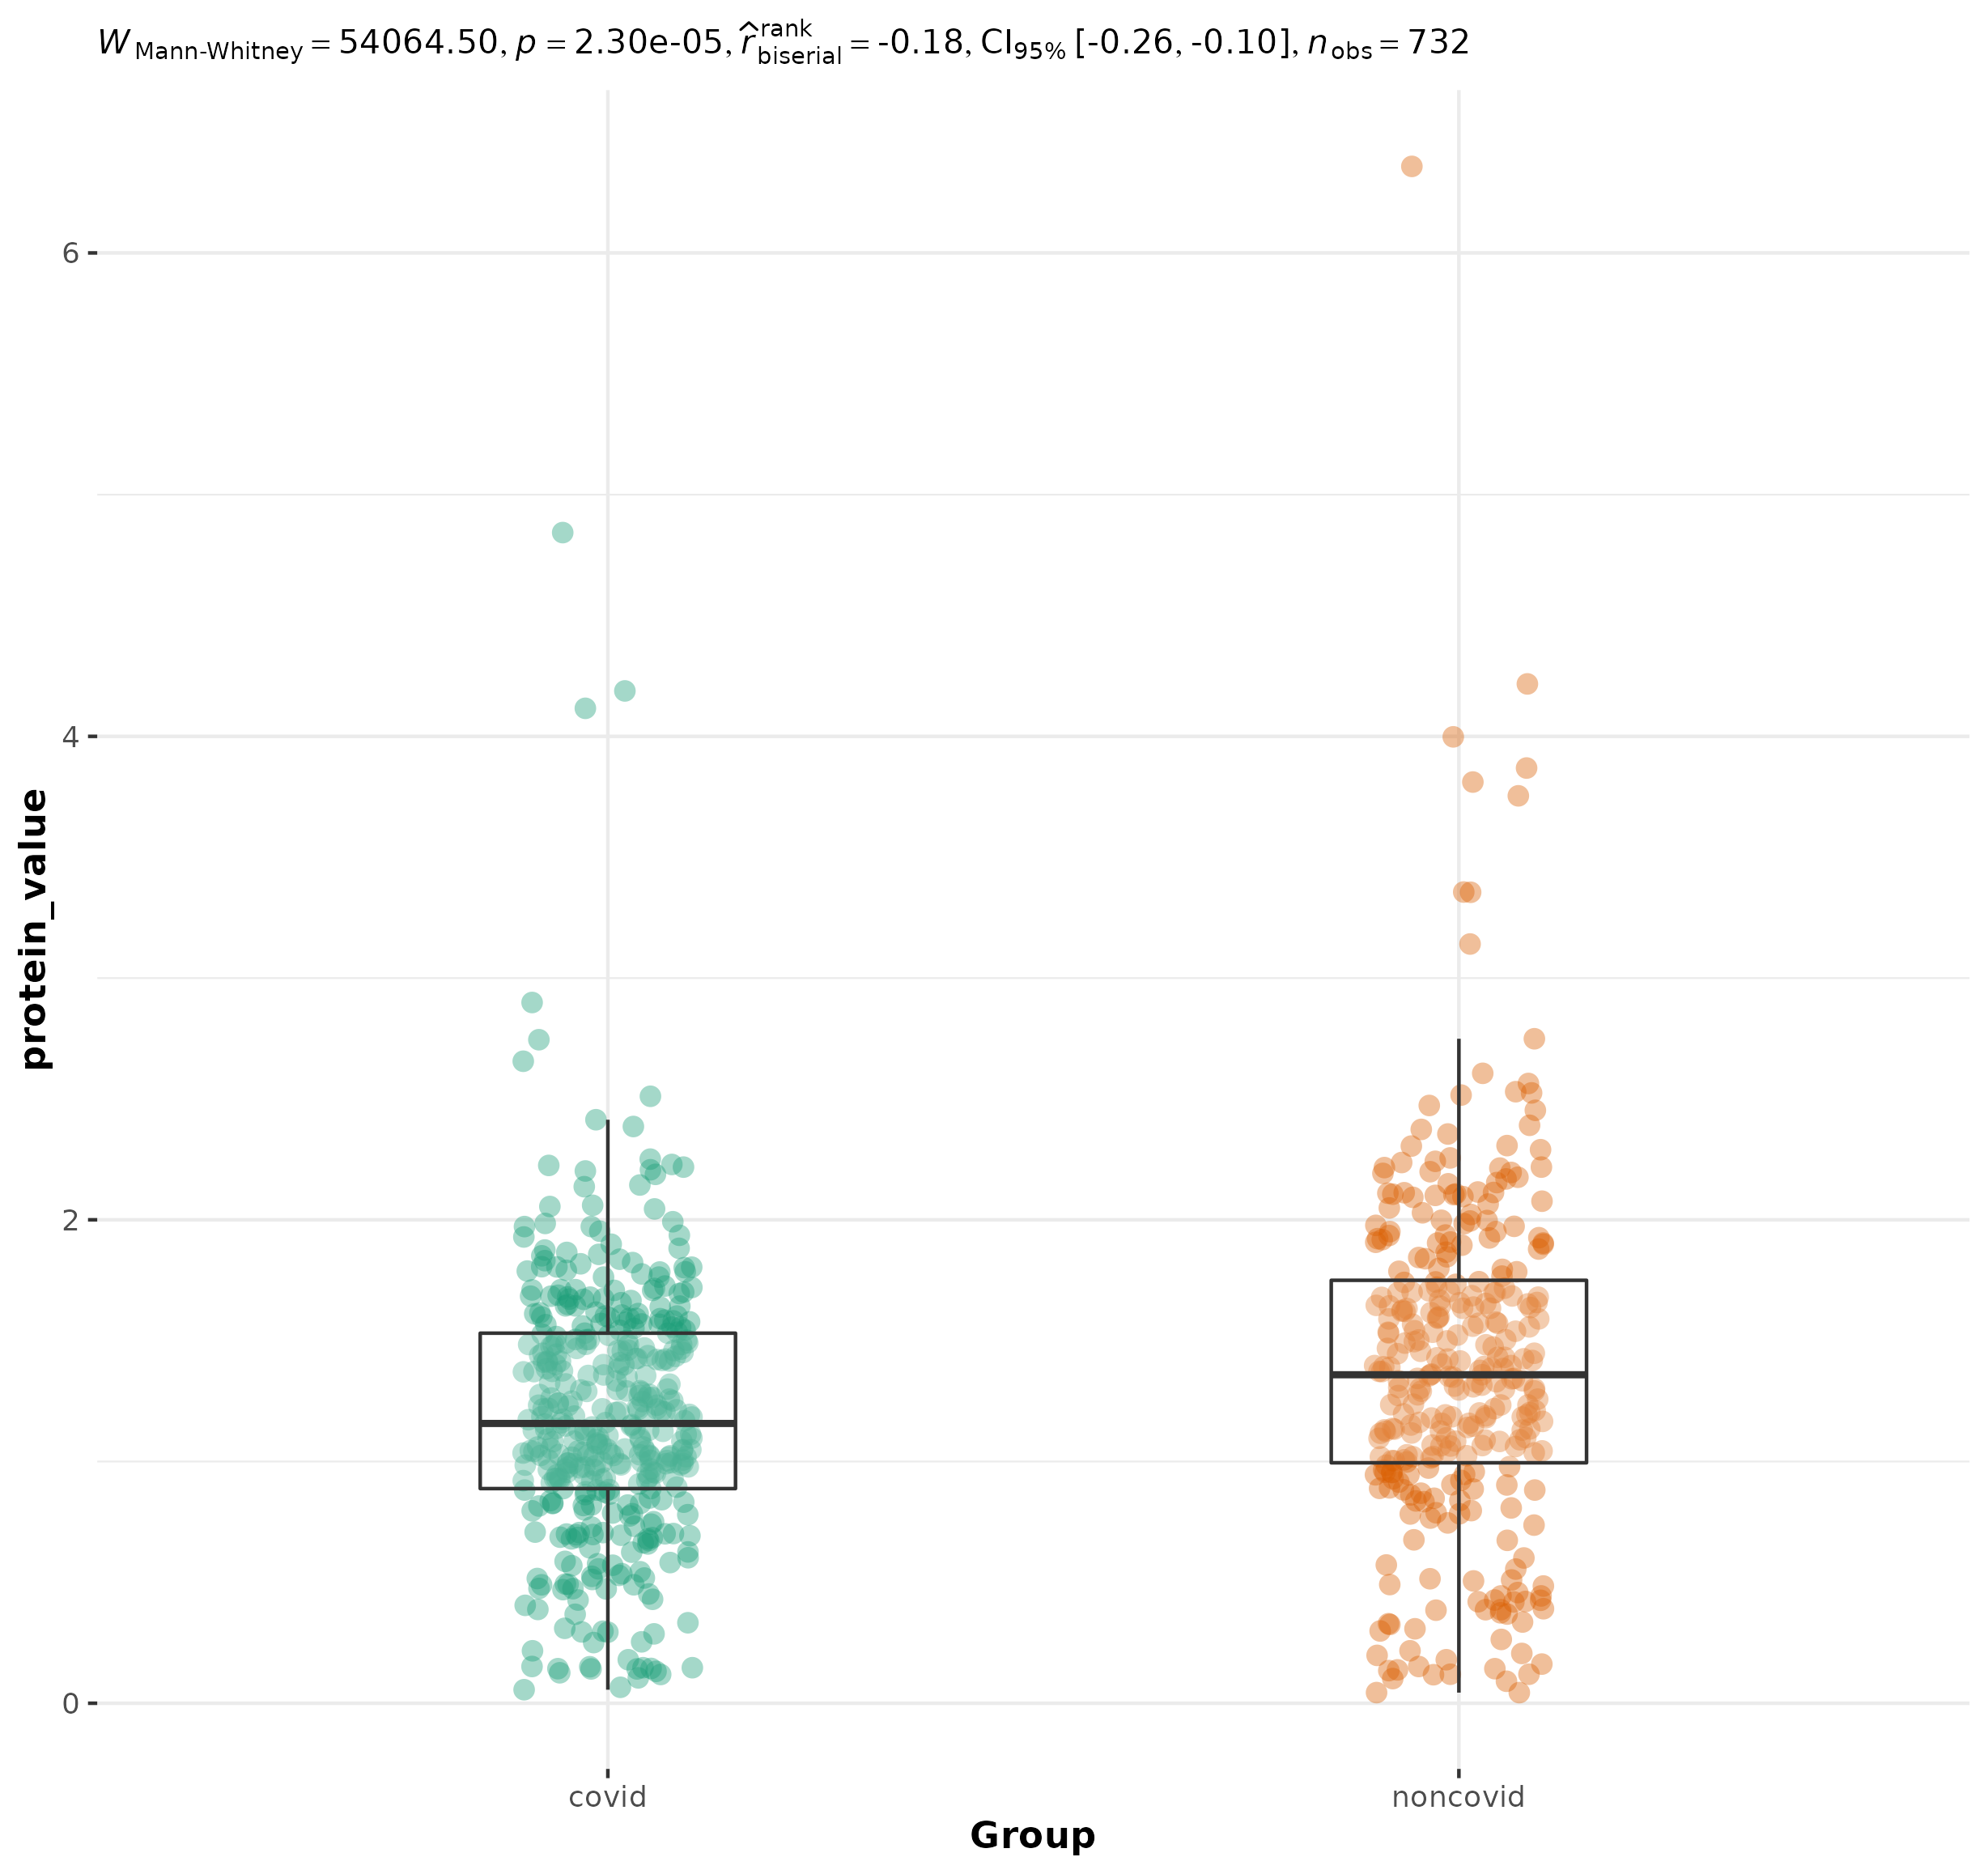 W Mann-Whitney = 54064.50, p = 2.30e-05, r̂ rank biserial = -0.18, CI95% [-0.26, -0.10], n obs = 732
6
4
2
0
protein_value
covid
noncovid
Group